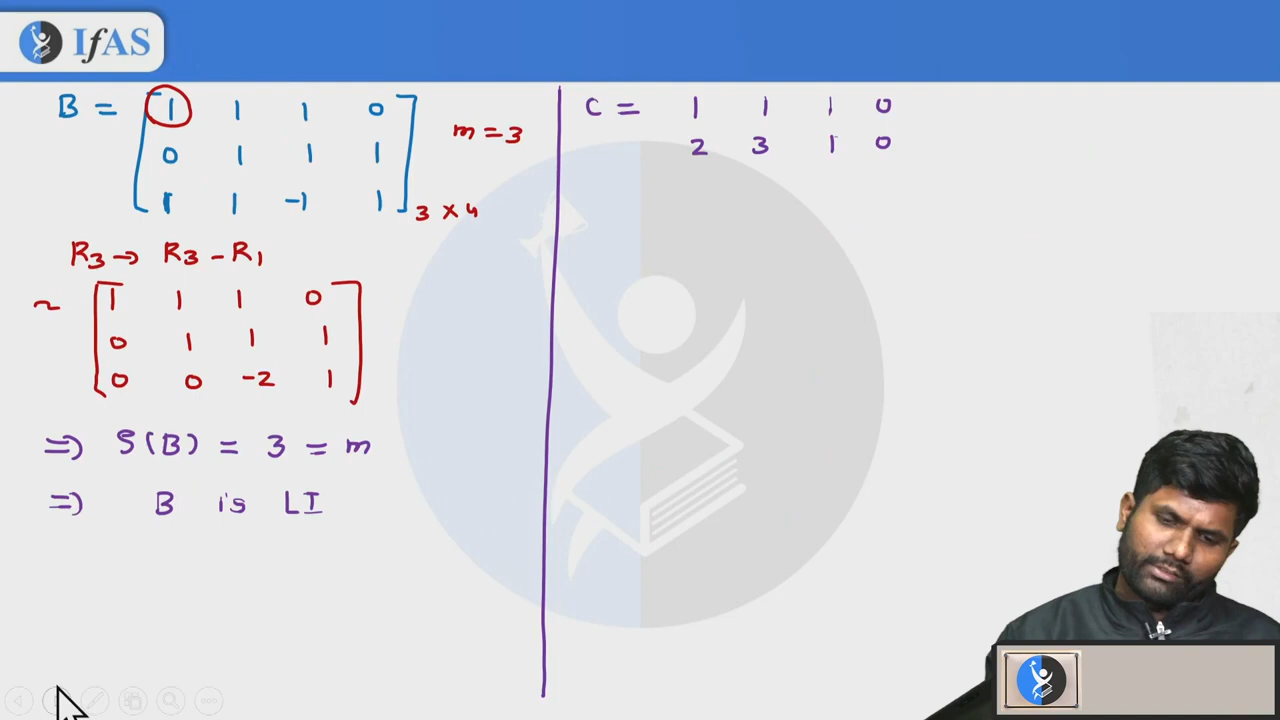 IfAS
B = [ 1 1 1 0
0 1 1 1
1 1 -1 1 ] 3 × 4
m = 3
R3 → R3 - R1
~ [ 1 1 1 0
0 1 1 1
0 0 -2 1 ]
⇒ ρ(B) = 3 = m
⇒ B is LI
C = 1 1 1 0
2 3 1 0